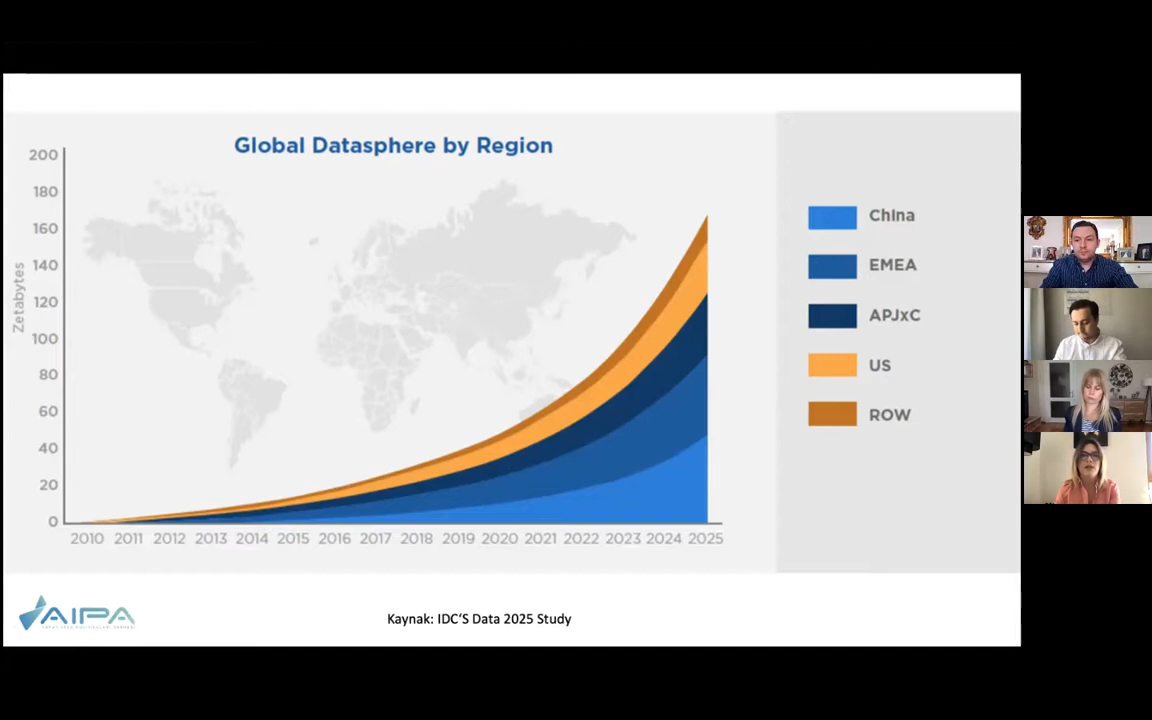 Global Datasphere by Region
200
180
160
140
120
100
80
60
40
20
0
Zetabytes
2010 2011 2012 2013 2014 2015 2016 2017 2018 2019 2020 2021 2022 2023 2024 2025
China
EMEA
APJxC
US
ROW
AIPA
Kaynak: IDC‘S Data 2025 Study